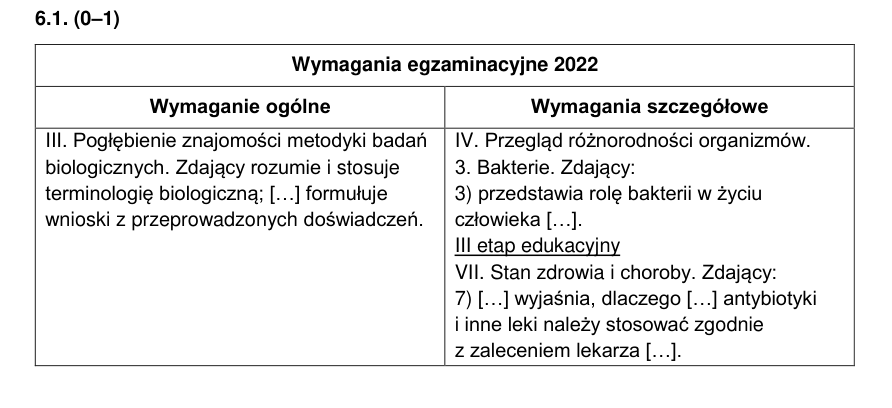 6.1. (0–1)
Wymagania egzaminacyjne 2022
Wymaganie ogólne
Wymagania szczegółowe
III. Pogłębienie znajomości metodyki badań
biologicznych. Zdający rozumie i stosuje
terminologię biologiczną; […] formułuje
wnioski z przeprowadzonych doświadczeń.
IV. Przegląd różnorodności organizmów.
3. Bakterie. Zdający:
3) przedstawia rolę bakterii w życiu
człowieka […].
III etap edukacyjny
VII. Stan zdrowia i choroby. Zdający:
7) […] wyjaśnia, dlaczego […] antybiotyki
i inne leki należy stosować zgodnie
z zaleceniem lekarza […].